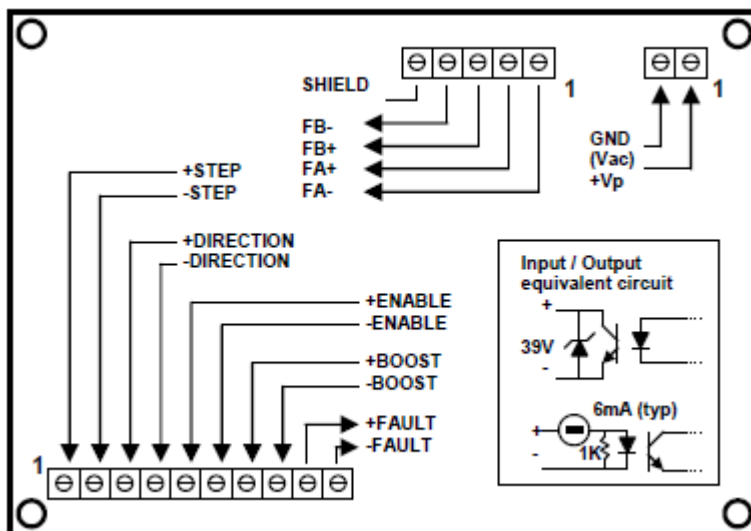 SHIELD
1
1
FB-
FB+
FA+
FA-
GND
(Vac)
+Vp
+STEP
-STEP
+DIRECTION
-DIRECTION
+ENABLE
-ENABLE
+BOOST
-BOOST
+FAULT
-FAULT
1
Input / Output
equivalent circuit
+
39V
-
6mA (typ)
+
-
1K